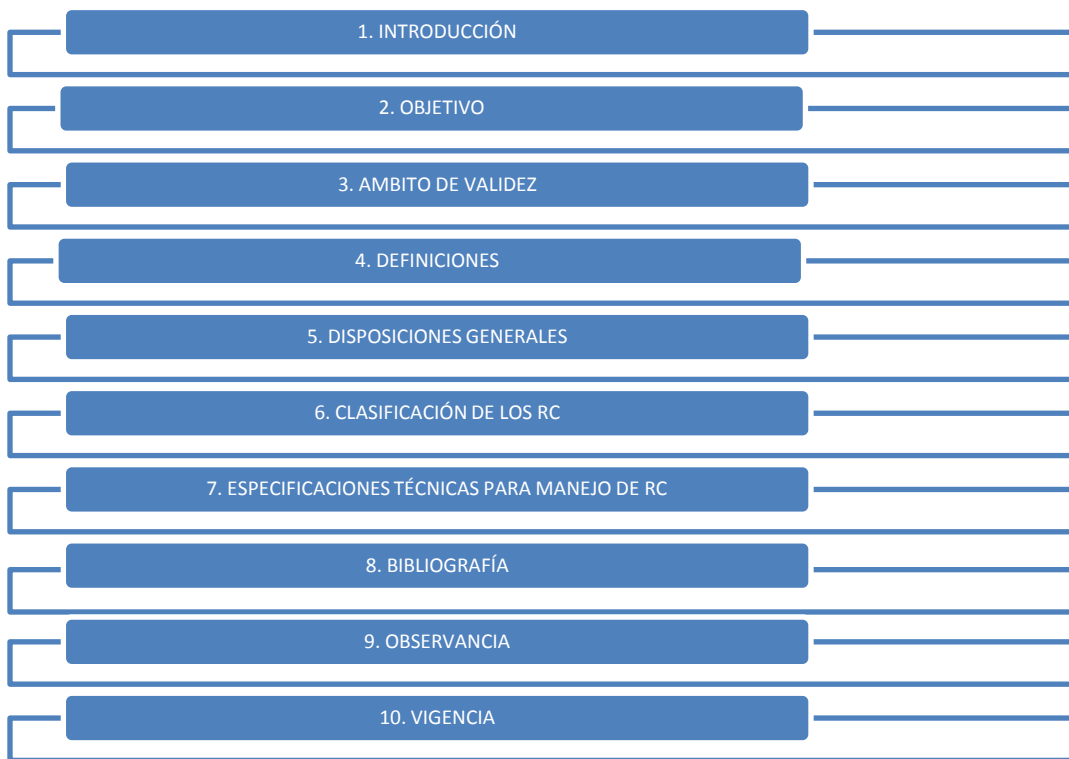 1. INTRODUCCIÓN
2. OBJETIVO
3. AMBITO DE VALIDEZ
4. DEFINICIONES
5. DISPOSICIONES GENERALES
6. CLASIFICACIÓN DE LOS RC
7. ESPECIFICACIONES TÉCNICAS PARA MANEJO DE RC
8. BIBLIOGRAFÍA
9. OBSERVANCIA
10. VIGENCIA